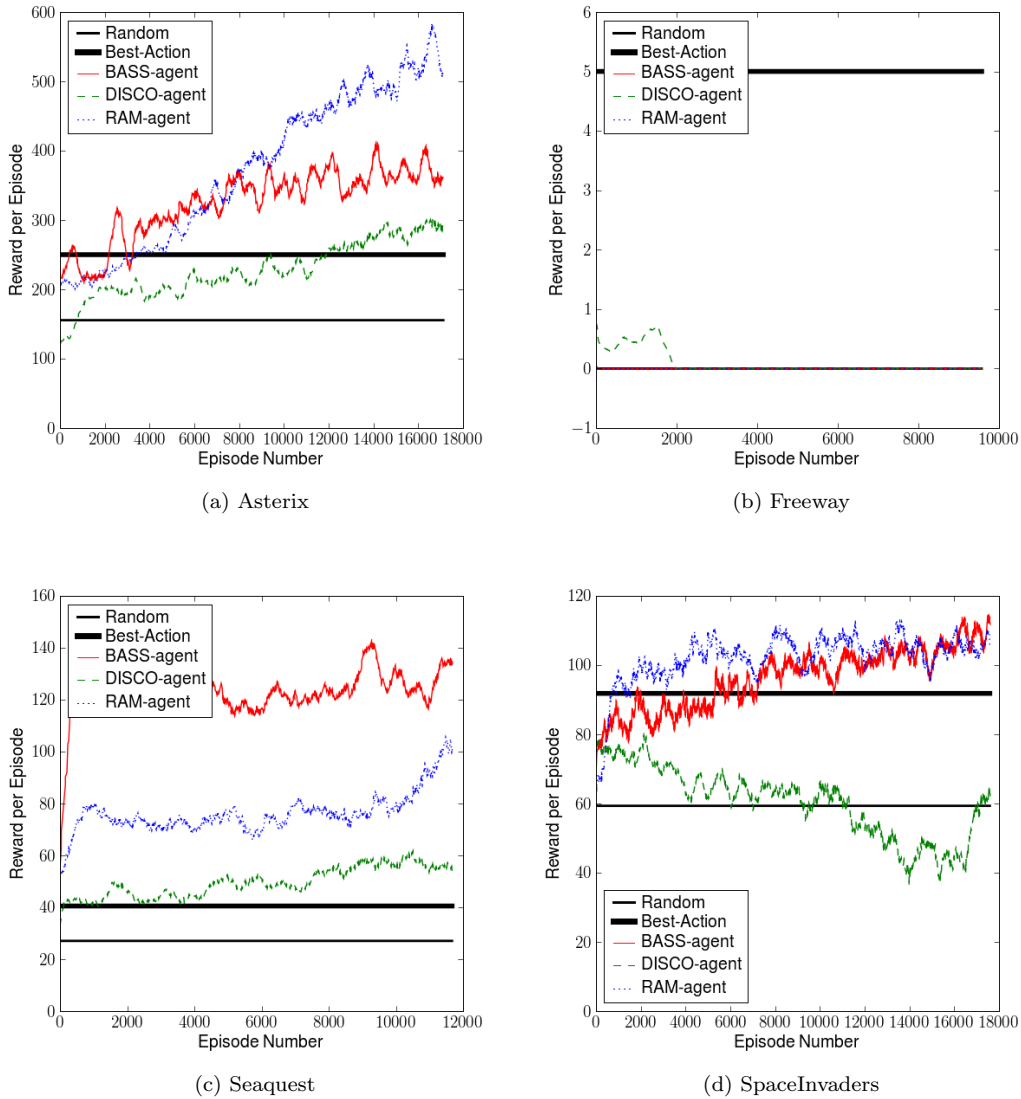 600
500
400
300
200
100
0
Reward per Episode
Random
Best-Action
BASS-agent
DISCO-agent
RAM-agent
0 2000 4000 6000 8000 10000 12000 14000 16000 18000
Episode Number
(a) Asterix
6
5
4
3
2
1
0
−1
Reward per Episode
Random
Best-Action
BASS-agent
DISCO-agent
RAM-agent
0 2000 4000 6000 8000 10000
Episode Number
(b) Freeway
160
140
120
100
80
60
40
20
0
Reward per Episode
Random
Best-Action
BASS-agent
DISCO-agent
RAM-agent
0 2000 4000 6000 8000 10000 12000
Episode Number
(c) Seaquest
120
100
80
60
40
20
0
Reward per Episode
Random
Best-Action
BASS-agent
DISCO-agent
RAM-agent
0 2000 4000 6000 8000 10000 12000 14000 16000 18000
Episode Number
(d) SpaceInvaders